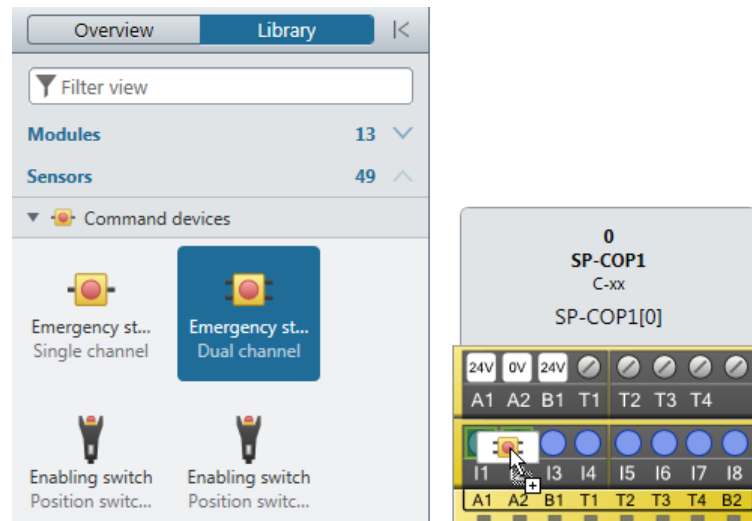 Overview Library
Filter view
Modules 13
Sensors 49
Command devices
Emergency st... Emergency st...
Single channel Dual channel
Enabling switch Enabling switch
Position switc... Position switc...
0
SP-COP1
C-xx
SP-COP1[0]
24V 0V 24V
A1 A2 B1 T1 T2 T3 T4
I1 I3 I4 I5 I6 I7 I8
A1 A2 B1 T1 T2 T3 T4 B2